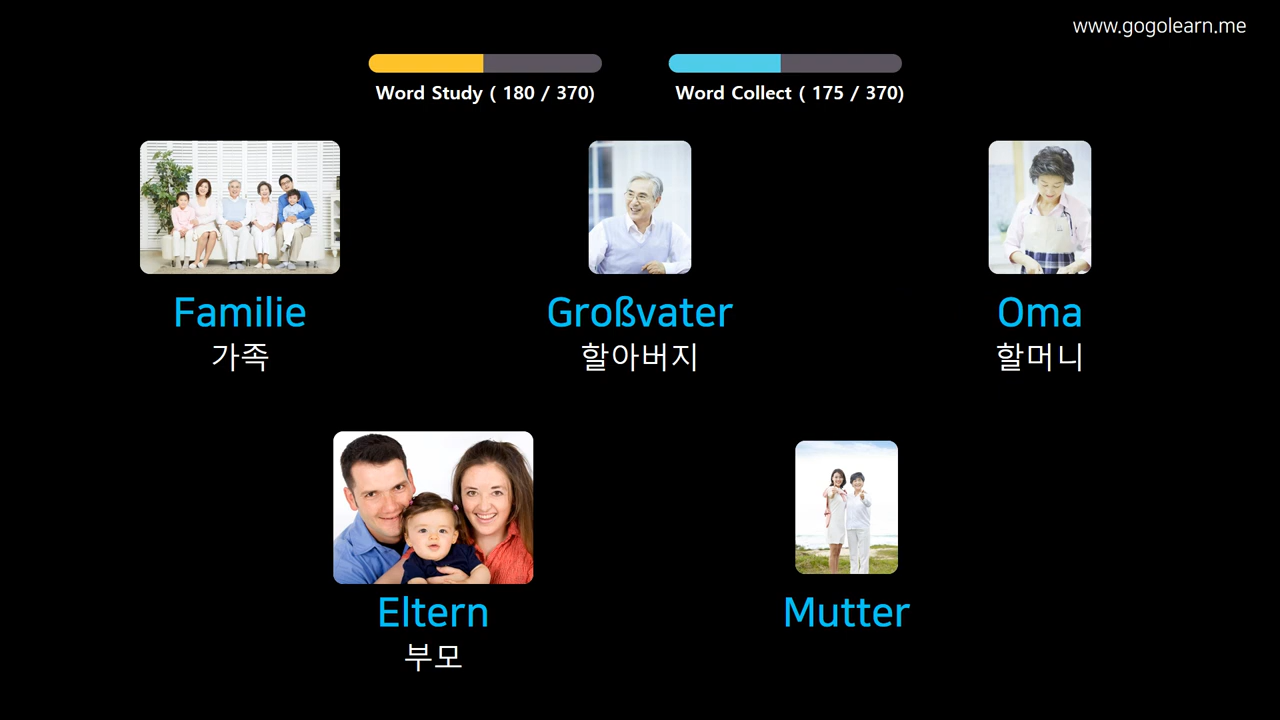 www.gogolearn.me
Word Study ( 180 / 370)
Word Collect ( 175 / 370)
Familie
가족
Großvater
할아버지
Oma
할머니
Eltern
부모
Mutter